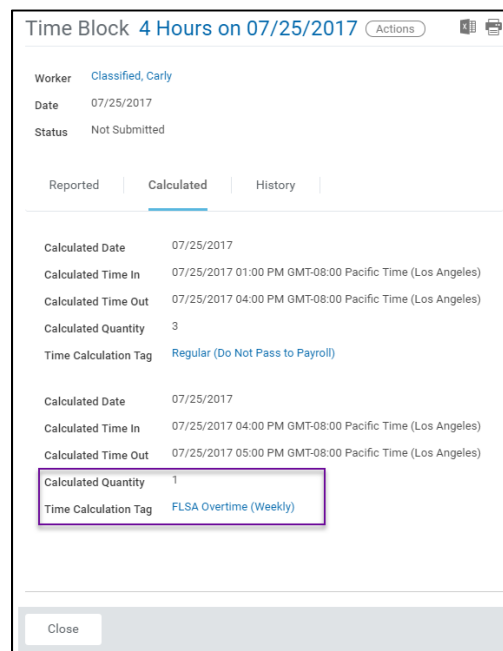 Time Block 4 Hours on 07/25/2017 Actions
Worker Classified, Carly
Date 07/25/2017
Status Not Submitted
Reported Calculated History
Calculated Date 07/25/2017
Calculated Time In 07/25/2017 01:00 PM GMT-08:00 Pacific Time (Los Angeles)
Calculated Time Out 07/25/2017 04:00 PM GMT-08:00 Pacific Time (Los Angeles)
Calculated Quantity 3
Time Calculation Tag Regular (Do Not Pass to Payroll)
Calculated Date 07/25/2017
Calculated Time In 07/25/2017 04:00 PM GMT-08:00 Pacific Time (Los Angeles)
Calculated Time Out 07/25/2017 05:00 PM GMT-08:00 Pacific Time (Los Angeles)
Calculated Quantity 1
Time Calculation Tag FLSA Overtime (Weekly)
Close